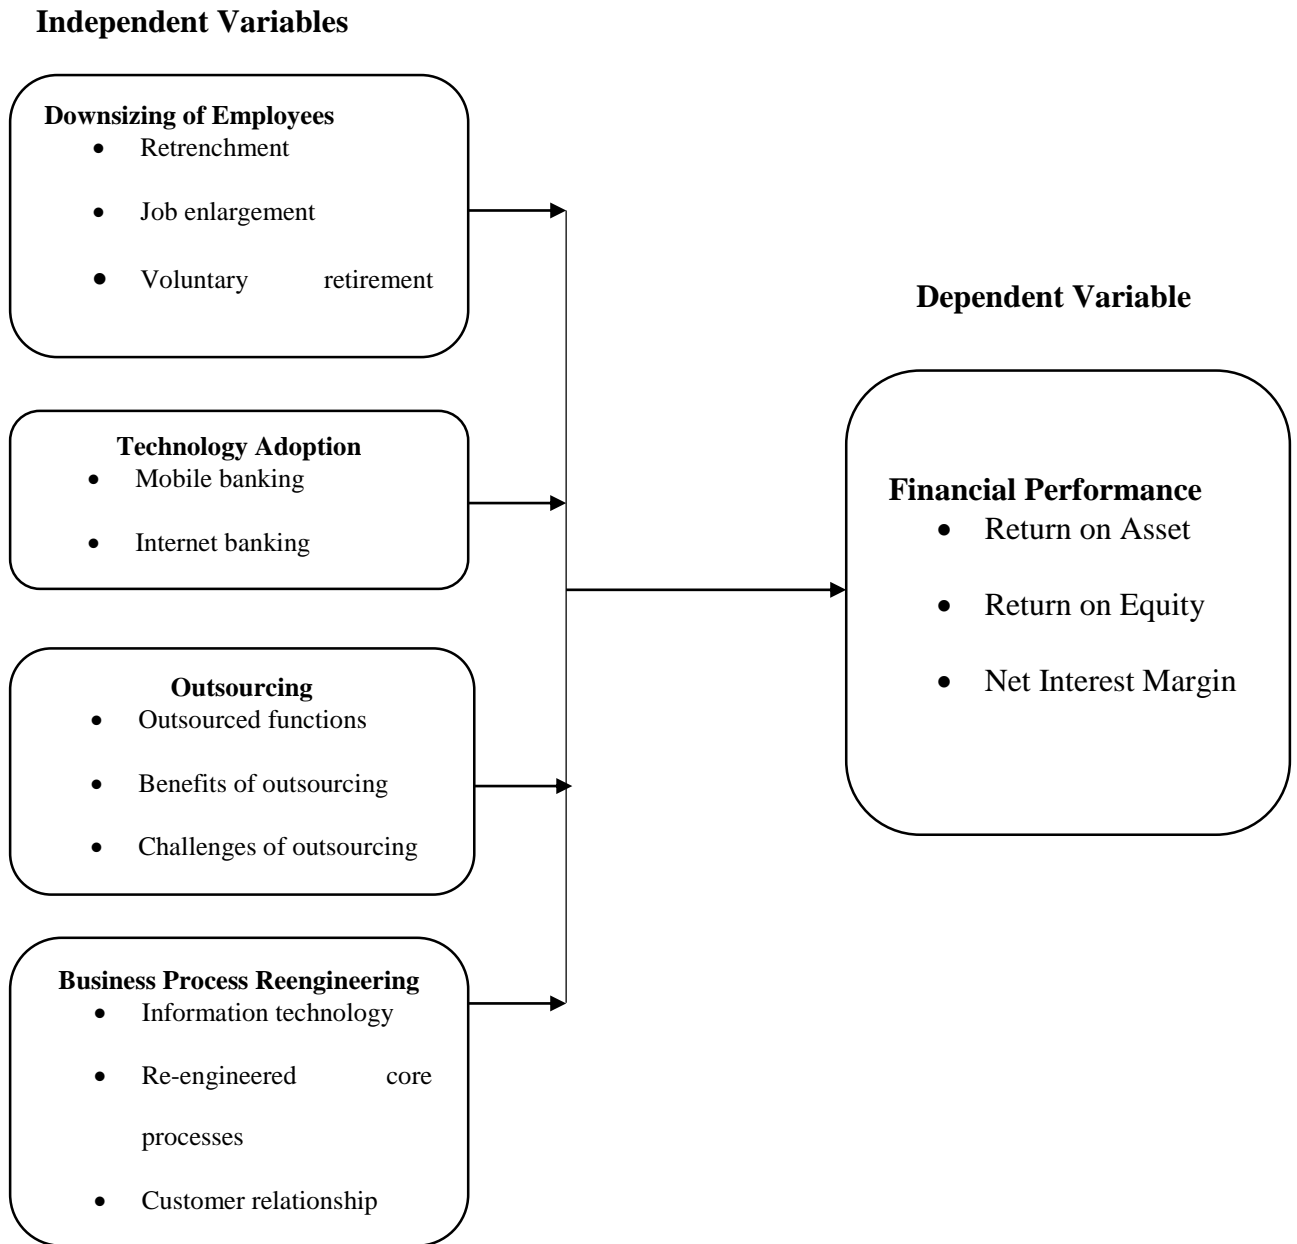 Independent Variables
Downsizing of Employees
• Retrenchment
• Job enlargement
• Voluntary retirement
Technology Adoption
• Mobile banking
• Internet banking
Outsourcing
• Outsourced functions
• Benefits of outsourcing
• Challenges of outsourcing
Business Process Reengineering
• Information technology
• Re-engineered core
processes
• Customer relationship
Dependent Variable
Financial Performance
• Return on Asset
• Return on Equity
• Net Interest Margin